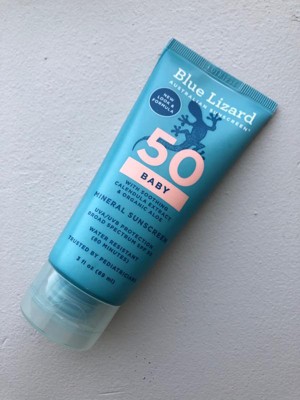 Blue Lizard
AUSTRALIAN SUNSCREEN
NEW
LOOK &
FORMULA
50
BABY
WITH SOOTHING
CALENDULA EXTRACT
& ORGANIC ALOE
MINERAL SUNSCREEN
UVA/UVB PROTECTION
BROAD SPECTRUM SPF 50
WATER RESISTANT
(80 MINUTES)
TRUSTED BY PEDIATRICIANS
3 fl oz (89 mL)